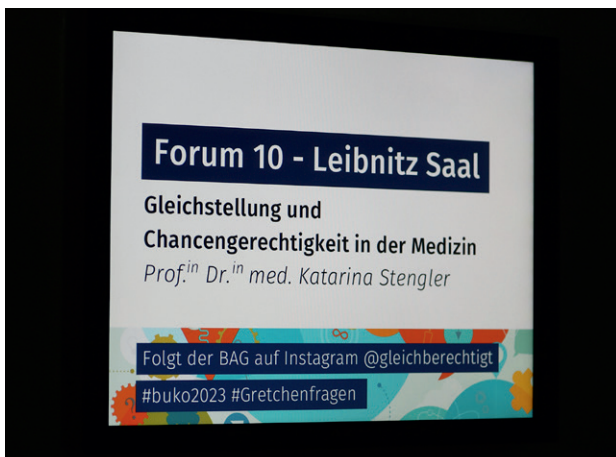 Forum 10 - Leibnitz Saal
Gleichstellung und
Chancengerechtigkeit in der Medizin
Prof.in Dr.in med. Katarina Stengler
Folgt der BAG auf Instagram @gleichberechtigt
#buko2023 #Gretchenfragen